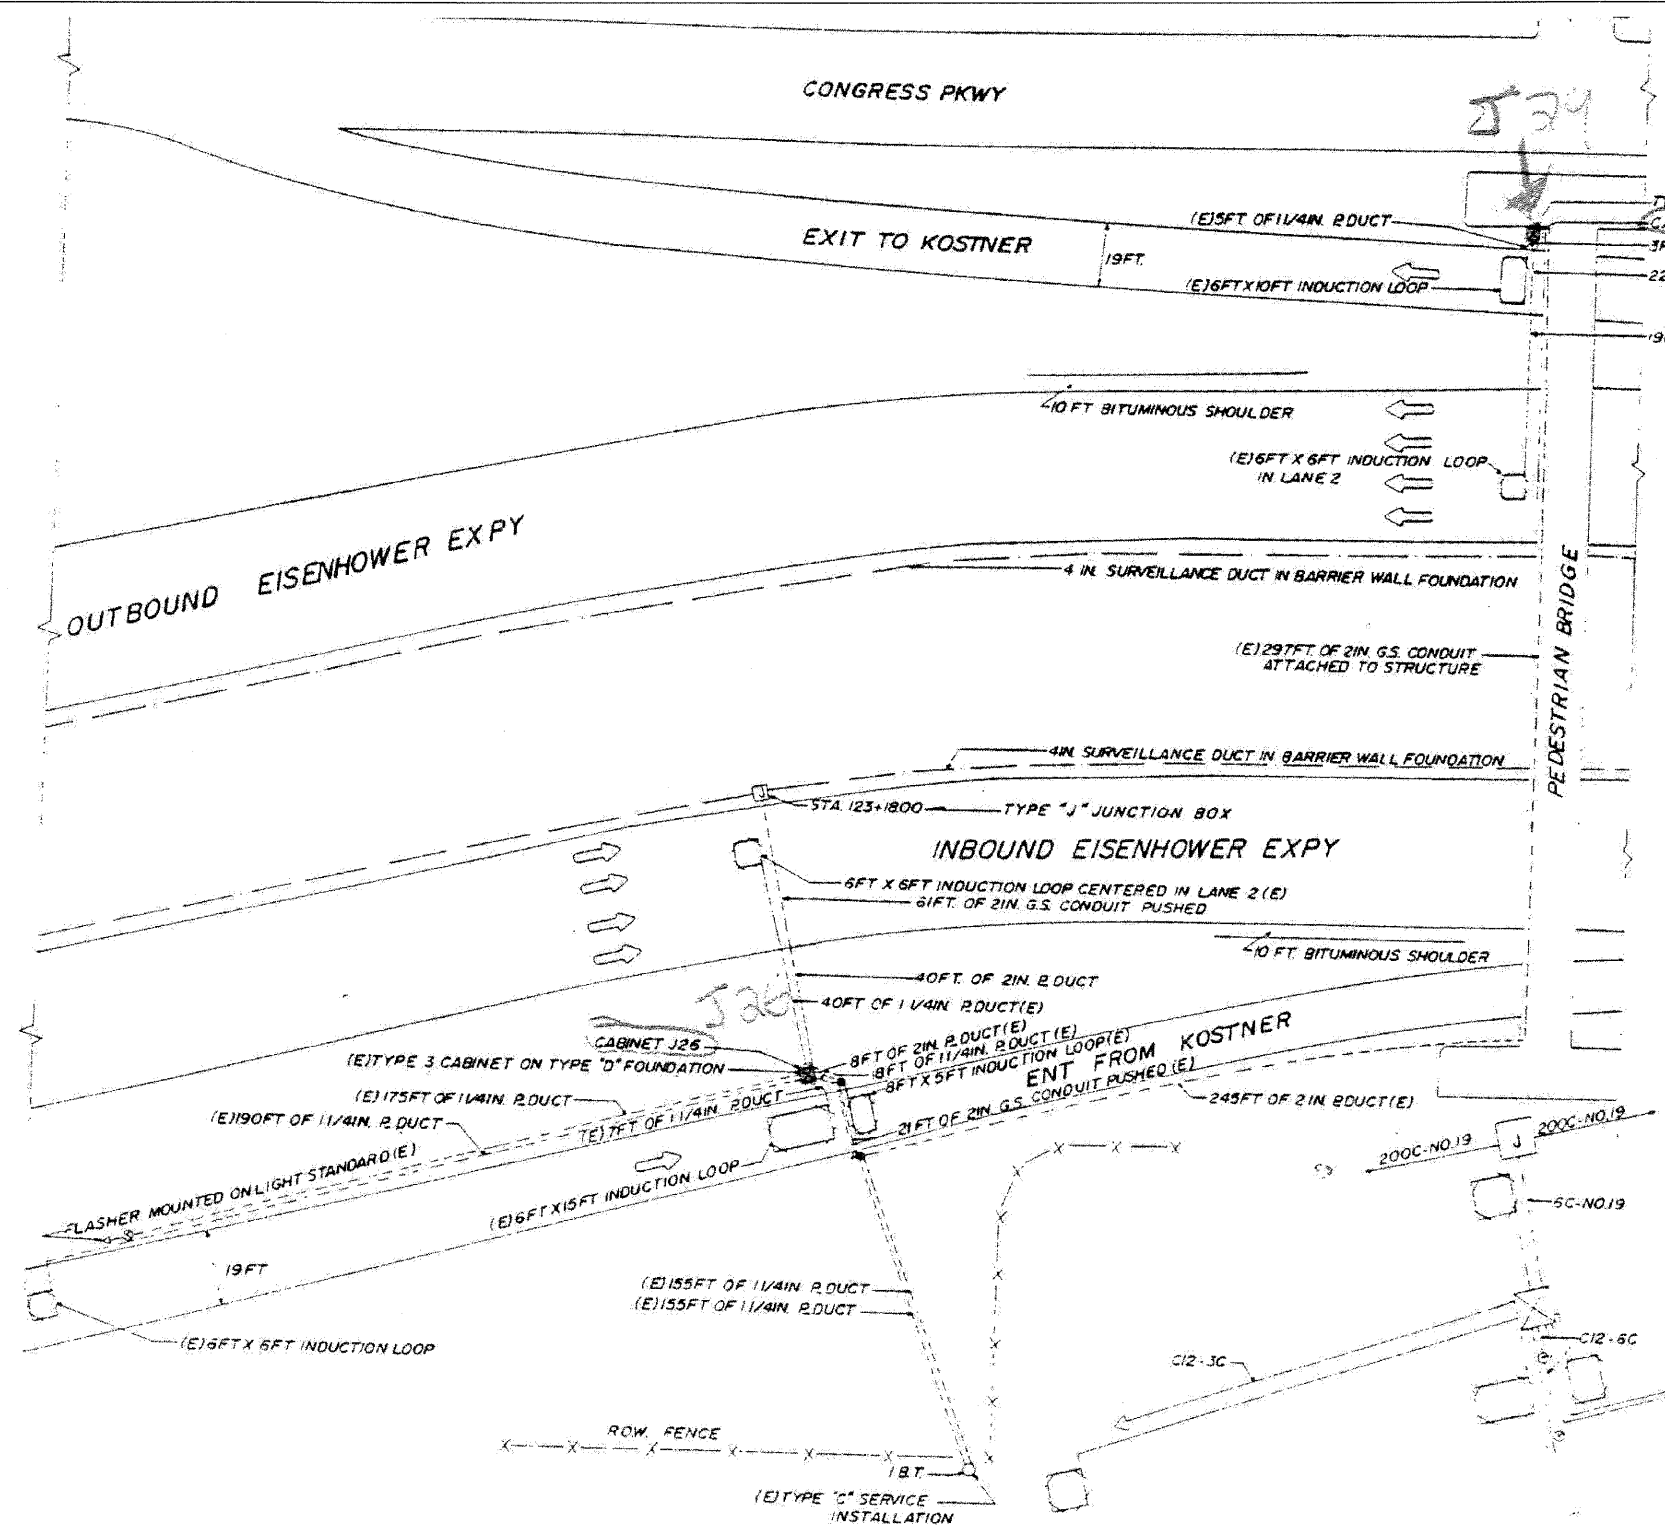 CONGRESS PKWY
J 29
(E)5FT OF 1 1/4IN. P.DUCT
EXIT TO KOSTNER
19FT.
(E)6FT X 10FT INDUCTION LOOP
22
10 FT BITUMINOUS SHOULDER
(E)6FT X 6FT INDUCTION LOOP
IN LANE 2
OUTBOUND EISENHOWER EXPY
4 IN. SURVEILLANCE DUCT IN BARRIER WALL FOUNDATION
(E)297FT. OF 2IN. G.S. CONDUIT
ATTACHED TO STRUCTURE
PEDESTRIAN BRIDGE
4IN. SURVEILLANCE DUCT IN BARRIER WALL FOUNDATION
J
STA. 123+18.00
TYPE "J" JUNCTION BOX
INBOUND EISENHOWER EXPY
6FT X 6FT INDUCTION LOOP CENTERED IN LANE 2 (E)
61FT. OF 2IN. G.S. CONDUIT PUSHED
10 FT. BITUMINOUS SHOULDER
40FT. OF 2IN. P.DUCT
40FT OF 1 1/4IN. P.DUCT(E)
J26
CABINET J26
(E)TYPE 3 CABINET ON TYPE "D" FOUNDATION
8FT OF 2IN. P.DUCT(E)
8FT OF 1 1/4IN. P.DUCT(E)
8FT X 5FT INDUCTION LOOP(E)
ENT FROM KOSTNER
(E)175FT OF 1 1/4IN. P.DUCT
(E)190FT OF 1 1/4IN. P.DUCT
(E)7FT OF 1 1/4IN. P.DUCT
21FT OF 2IN. G.S. CONDUIT PUSHED(E)
245FT OF 2IN. P.DUCT(E)
FLASHER MOUNTED ON LIGHT STANDARD(E)
(E)6FT X 15FT INDUCTION LOOP
200C-NO.19
J
200C-NO.19
6C-NO.19
19FT
(E)155FT OF 1 1/4IN. P.DUCT
(E)155FT OF 1 1/4IN. P.DUCT
(E)6FT X 6FT INDUCTION LOOP
C12-3C
C12-6C
R.O.W. FENCE
I.B.T.
(E)TYPE "C" SERVICE
INSTALLATION